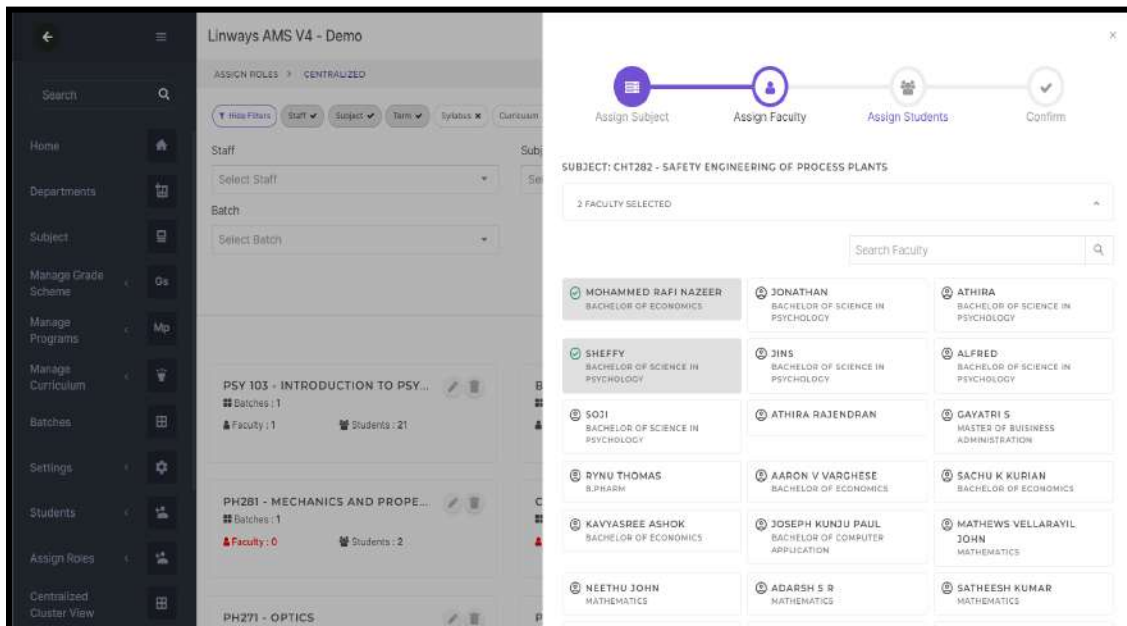 Linways AMS V4 - Demo
Search
Home
Departments
Subject
Manage Grade
Scheme
Gs
Manage
Programs
Mp
Manage
Curriculum
Batches
Settings
Students
Assign Roles
Centralized
Cluster View
ASSIGN ROLES > CENTRALIZED
Hide Filters Staff Subject Term Syllabus Curriculum
Staff
Select Staff
Batch
Select Batch
PSY 103 - INTRODUCTION TO PSY...
Batches : 1
Faculty : 1 Students : 21
PH281 - MECHANICS AND PROPE...
Batches : 1
Faculty : 0 Students : 2
PH271 - OPTICS
Assign Subject Assign Faculty Assign Students Confirm
SUBJECT: CHT282 - SAFETY ENGINEERING OF PROCESS PLANTS
2 FACULTY SELECTED
Search Faculty
MOHAMMED RAFI NAZEER
BACHELOR OF ECONOMICS
JONATHAN
BACHELOR OF SCIENCE IN
PSYCHOLOGY
ATHIRA
BACHELOR OF SCIENCE IN
PSYCHOLOGY
SHEFFY
BACHELOR OF SCIENCE IN
PSYCHOLOGY
JINS
BACHELOR OF SCIENCE IN
PSYCHOLOGY
ALFRED
BACHELOR OF SCIENCE IN
PSYCHOLOGY
SOJI
BACHELOR OF SCIENCE IN
PSYCHOLOGY
ATHIRA RAJENDRAN
GAYATRI S
MASTER OF BUISINESS
ADMINISTRATION
RYNU THOMAS
B.PHARM
AARON V VARGHESE
BACHELOR OF ECONOMICS
SACHU K KURIAN
BACHELOR OF ECONOMICS
KAVYASREE ASHOK
BACHELOR OF ECONOMICS
JOSEPH KUNJU PAUL
BACHELOR OF COMPUTER
APPLICATION
MATHEWS VELLARAYIL
JOHN
MATHEMATICS
NEETHU JOHN
MATHEMATICS
ADARSH S R
MATHEMATICS
SATHEESH KUMAR
MATHEMATICS